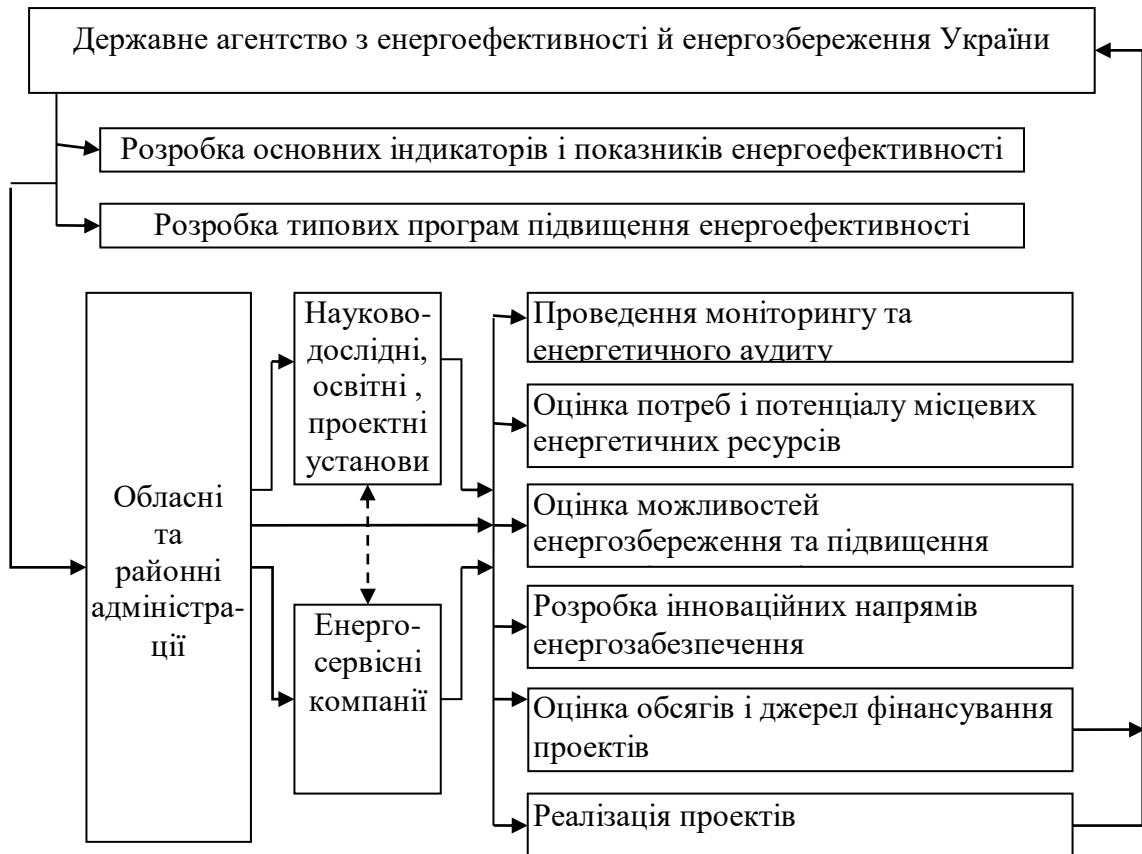 Державне агентство з енергоефективності й енергозбереження України
Розробка основних індикаторів і показників енергоефективності
Розробка типових програм підвищення енергоефективності
Обласні
та
районні
адміністра-
ції
Науково-
дослідні,
освітні ,
проектні
установи
Енерго-
сервісні
компанії
Проведення моніторингу та
енергетичного аудиту
Оцінка потреб і потенціалу місцевих
енергетичних ресурсів
Оцінка можливостей
енергозбереження та підвищення
Розробка інноваційних напрямів
енергозабезпечення
Оцінка обсягів і джерел фінансування
проектів
Реалізація проектів